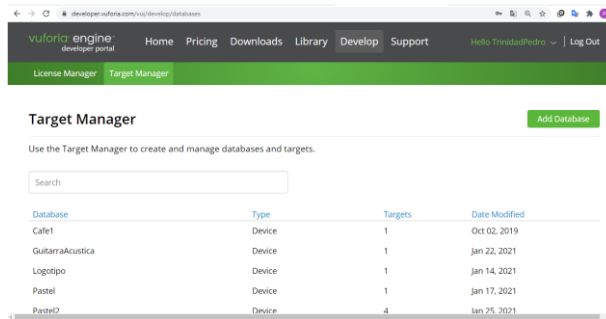 developer.vuforia.com/vui/develop/databases
vuforia engine developer portal Home Pricing Downloads Library Develop Support Hello TrinidadPedro | Log Out
License Manager Target Manager
Target Manager Add Database
Use the Target Manager to create and manage databases and targets.
Search
Database Type Targets Date Modified
Cafe1 Device 1 Oct 02, 2019
GuitarraAcustica Device 1 Jan 22, 2021
Logotipo Device 1 Jan 14, 2021
Pastel Device 1 Jan 17, 2021
Pastel2 Device 4 Jan 25, 2021